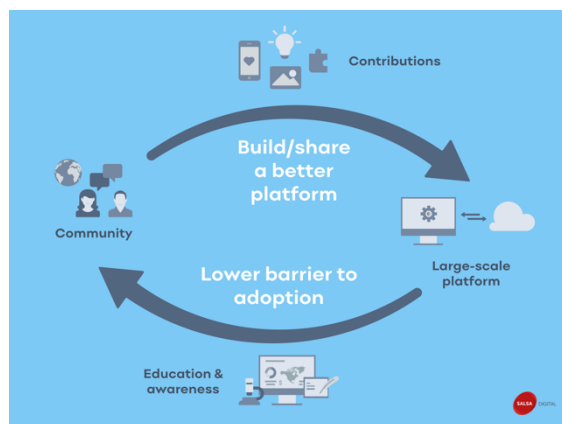 Contributions
Build/share
a better
platform
Community
Large-scale
platform
Lower barrier to
adoption
Education &
awareness
SALSA DIGITAL